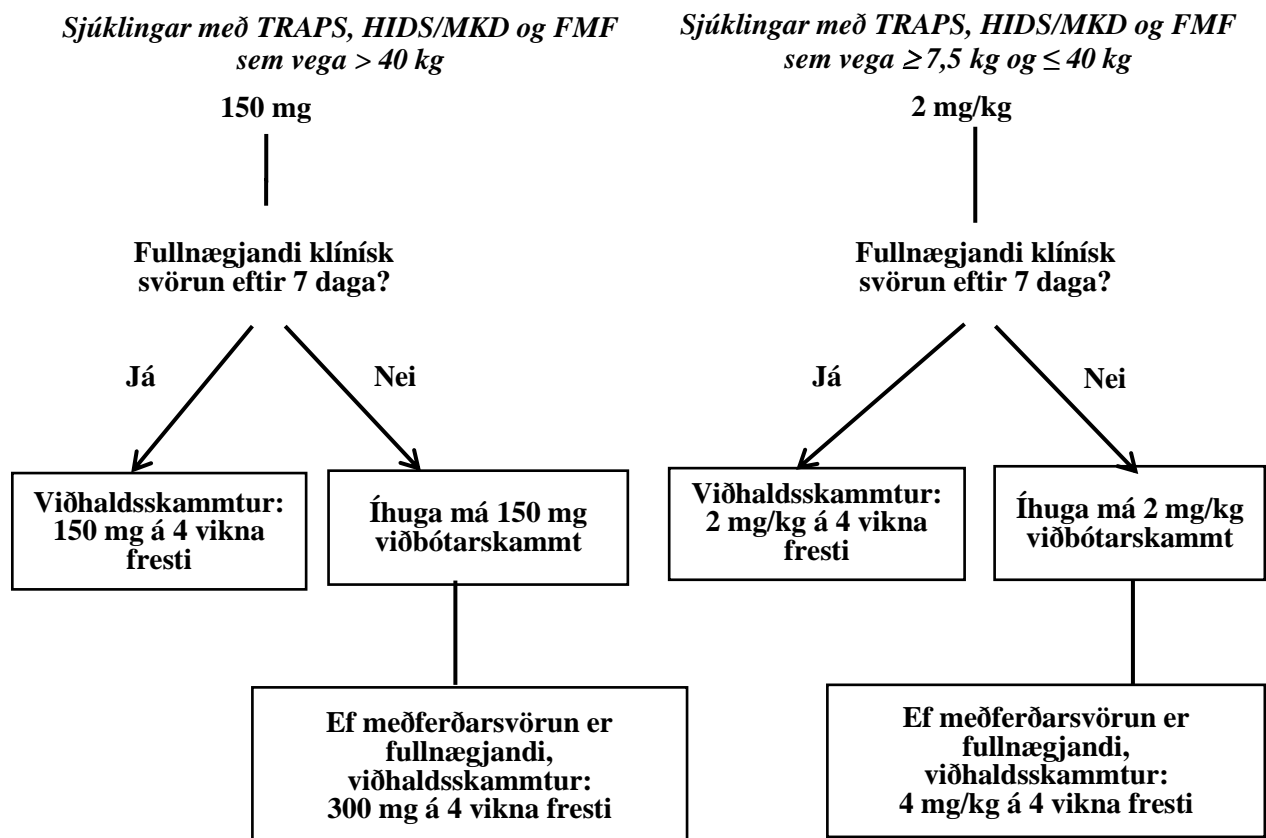 Sjúklingar með TRAPS, HIDS/MKD og FMF
sem vega > 40 kg
150 mg
Fullnægjandi klínísk
svörun eftir 7 daga?
Já
Nei
Viðhaldsskammtur:
150 mg á 4 vikna
fresti
Íhuga má 150 mg
viðbótarskammt
Ef meðferðarsvörun er
fullnægjandi,
viðhaldsskammtur:
300 mg á 4 vikna fresti
Sjúklingar með TRAPS, HIDS/MKD og FMF
sem vega ≥ 7,5 kg og ≤ 40 kg
2 mg/kg
Fullnægjandi klínísk
svörun eftir 7 daga?
Já
Nei
Viðhaldsskammtur:
2 mg/kg á 4 vikna
fresti
Íhuga má 2 mg/kg
viðbótarskammt
Ef meðferðarsvörun er
fullnægjandi,
viðhaldsskammtur:
4 mg/kg á 4 vikna fresti